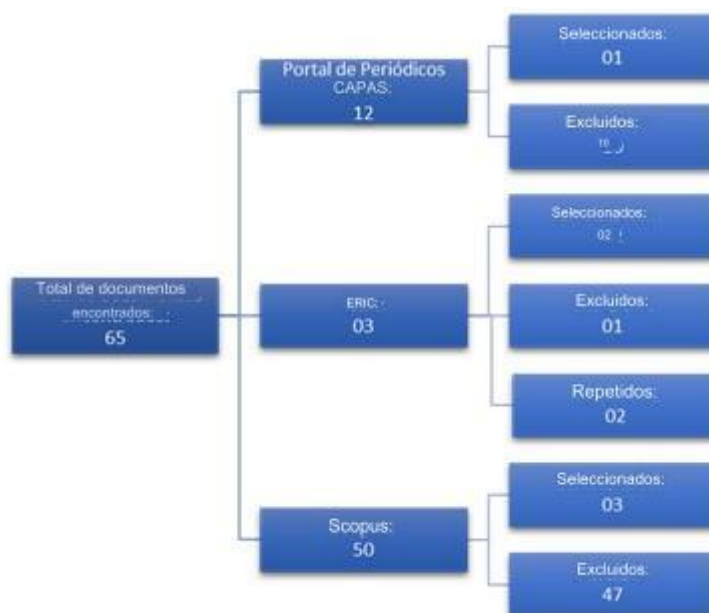 Total de documentos
encontrados:
65
Portal de Periódicos
CAPAS:
12
Seleccionados:
01
Excluidos:
ERIC:
03
Seleccionados:
02
Excluidos:
01
Repetidos:
02
Scopus:
50
Seleccionados:
03
Excluidos:
47